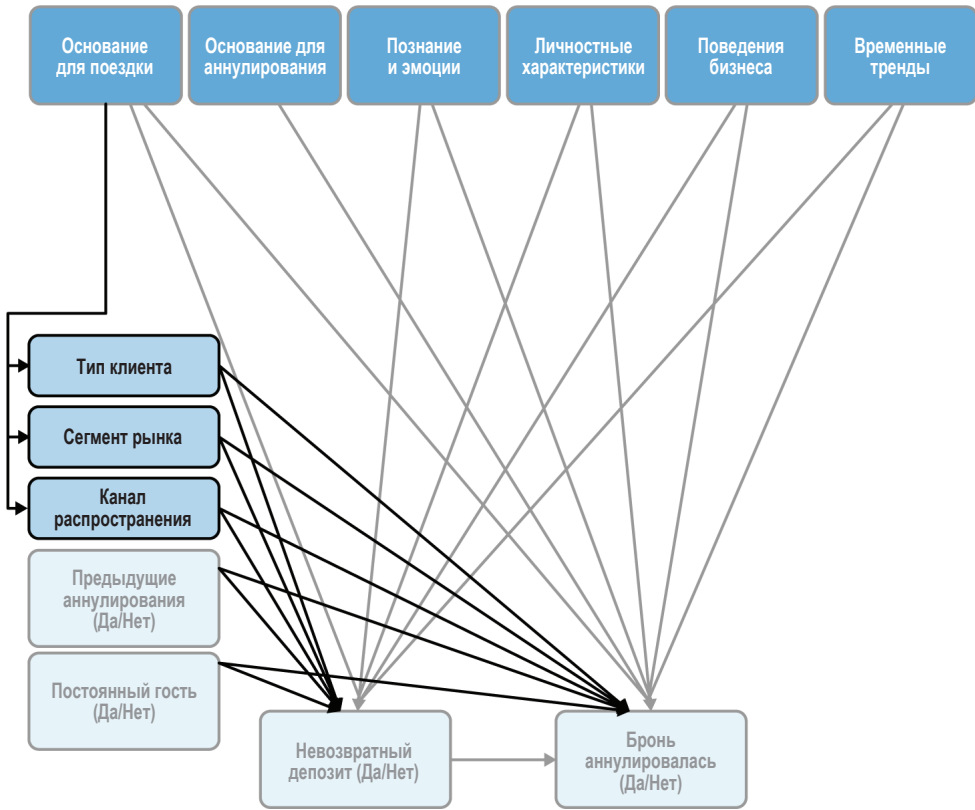 Основание
для поездки
Основание для
аннулирования
Познание
и эмоции
Личностные
характеристики
Поведения
бизнеса
Временные
тренды
Тип клиента
Сегмент рынка
Канал
распространения
Предыдущие
аннулирования
(Да/Нет)
Постоянный гость
(Да/Нет)
Невозвратный
депозит (Да/Нет)
Бронь
аннулировалась
(Да/Нет)